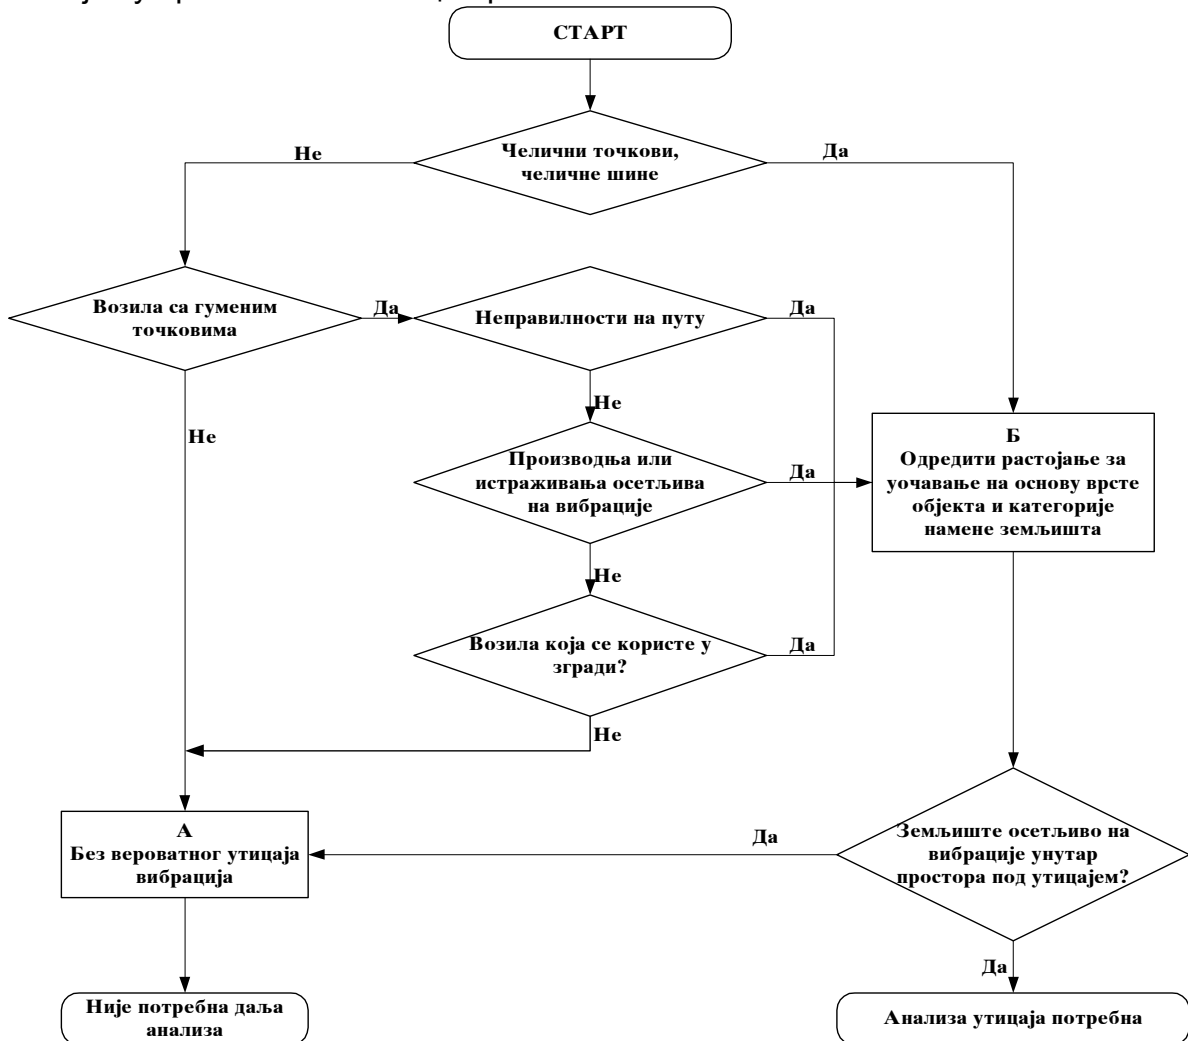 СТАРТ
Челични точкови,
челичне шине
Не
Да
Возила са гуменим
точковима
Да
Неправилности на путу
Да
Не
Не
Производња или
истраживања осетљива
на вибрације
Да
Б
Одредити растојање за
уочавање на основу врсте
објекта и категорије
намене земљишта
Не
Возила која се користе у
згради?
Да
Не
А
Без вероватног утицаја
вибрација
Да
Земљиште осетљиво на
вибрације унутар
простора под утицајем?
Да
Није потребна даља
анализа
Анализа утицаја потребна